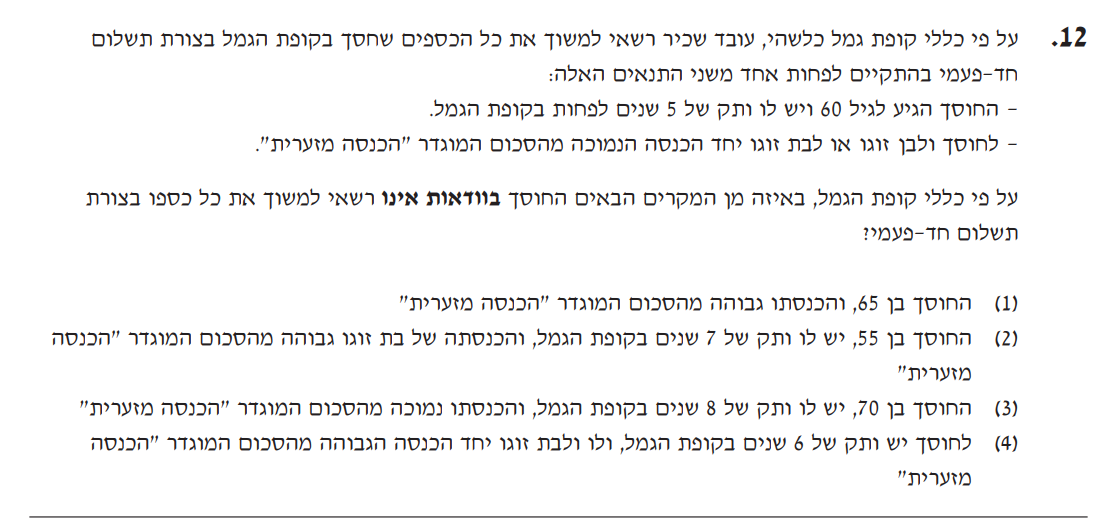 12. על פי כללי קופת גמל כלשהי, עובד שכיר רשאי למשוך את כל הכספים שחסך בקופת הגמל בצורת תשלום
חד-פעמי בהתקיים לפחות אחד משני התנאים האלה:
- החוסך הגיע לגיל 60 ויש לו ותק של 5 שנים לפחות בקופת הגמל.
- לחוסך ולבן זוגו או לבת זוגו יחד הכנסה הנמוכה מהסכום המוגדר "הכנסה מזערית".
על פי כללי קופת הגמל, באיזה מן המקרים הבאים החוסך בוודאות אינו רשאי למשוך את כל כספו בצורת
תשלום חד-פעמי?
(1) החוסך בן 65, והכנסתו גבוהה מהסכום המוגדר "הכנסה מזערית"
(2) החוסך בן 55, יש לו ותק של 7 שנים בקופת הגמל, והכנסתה של בת זוגו גבוהה מהסכום המוגדר "הכנסה
מזערית"
(3) החוסך בן 70, יש לו ותק של 8 שנים בקופת הגמל, והכנסתו נמוכה מהסכום המוגדר "הכנסה מזערית"
(4) לחוסך יש ותק של 6 שנים בקופת הגמל, ולו ולבת זוגו יחד הכנסה הגבוהה מהסכום המוגדר "הכנסה
מזערית"